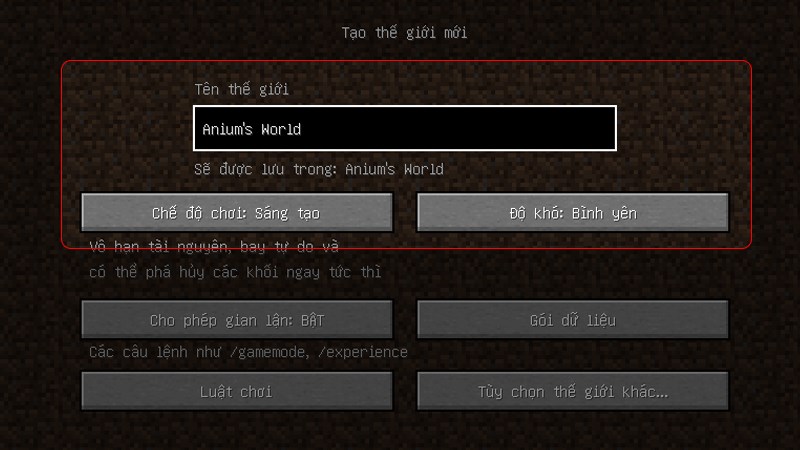 Tạo thế giới mới
Tên thế giới
Anium's World
Sẽ được lưu trong: Anium's World
Chế độ chơi: Sáng tạo
Độ khó: Bình yên
Vô hạn tài nguyên, bay tự do và
có thể phá hủy các khối ngay tức thì
Cho phép gian lận: BẬT
Gói dữ liệu
Các câu lệnh như /gamemode, /experience
Luật chơi
Tùy chọn thế giới khác...